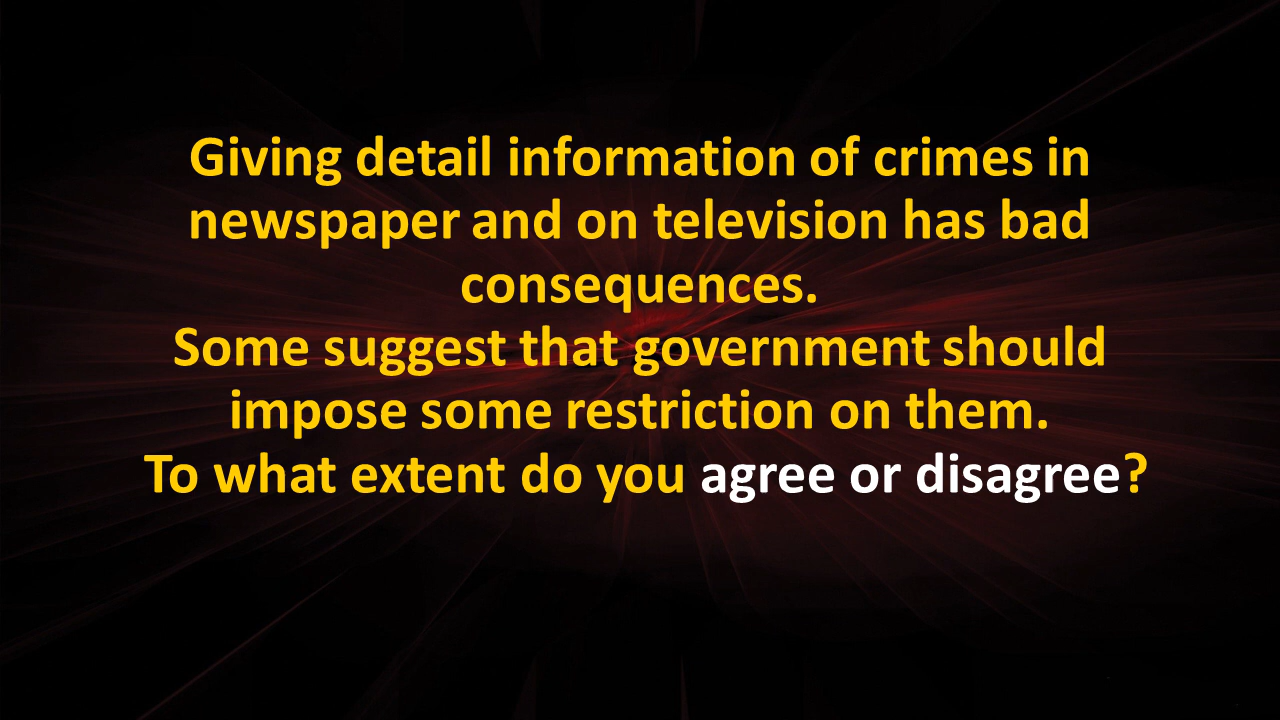 Giving detail information of crimes in
newspaper and on television has bad
consequences.
Some suggest that government should
impose some restriction on them.
To what extent do you agree or disagree?